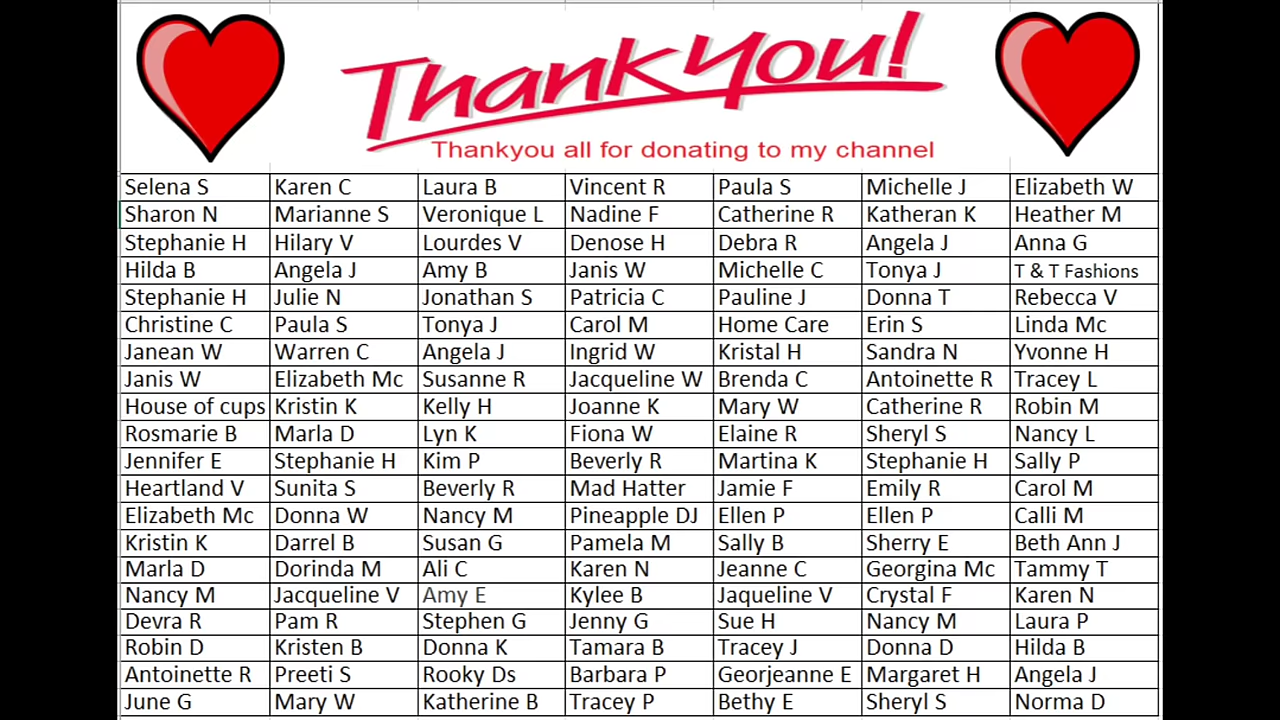 Thank You!
Thankyou all for donating to my channel
Selena S Karen C Laura B Vincent R Paula S Michelle J Elizabeth W
Sharon N Marianne S Veronique L Nadine F Catherine R Katheran K Heather M
Stephanie H Hilary V Lourdes V Denose H Debra R Angela J Anna G
Hilda B Angela J Amy B Janis W Michelle C Tonya J T & T Fashions
Stephanie H Julie N Jonathan S Patricia C Pauline J Donna T Rebecca V
Christine C Paula S Tonya J Carol M Home Care Erin S Linda Mc
Janean W Warren C Angela J Ingrid W Kristal H Sandra N Yvonne H
Janis W Elizabeth Mc Susanne R Jacqueline W Brenda C Antoinette R Tracey L
House of cups Kristin K Kelly H Joanne K Mary W Catherine R Robin M
Rosmarie B Marla D Lyn K Fiona W Elaine R Sheryl S Nancy L
Jennifer E Stephanie H Kim P Beverly R Martina K Stephanie H Sally P
Heartland V Sunita S Beverly R Mad Hatter Jamie F Emily R Carol M
Elizabeth Mc Donna W Nancy M Pineapple DJ Ellen P Ellen P Calli M
Kristin K Darrel B Susan G Pamela M Sally B Sherry E Beth Ann J
Marla D Dorinda M Ali C Karen N Jeanne C Georgina Mc Tammy T
Nancy M Jacqueline V Amy E Kylee B Jaqueline V Crystal F Karen N
Devra R Pam R Stephen G Jenny G Sue H Nancy M Laura P
Robin D Kristen B Donna K Tamara B Tracey J Donna D Hilda B
Antoinette R Preeti S Rooky Ds Barbara P Georjeanne E Margaret H Angela J
June G Mary W Katherine B Tracey P Bethy E Sheryl S Norma D